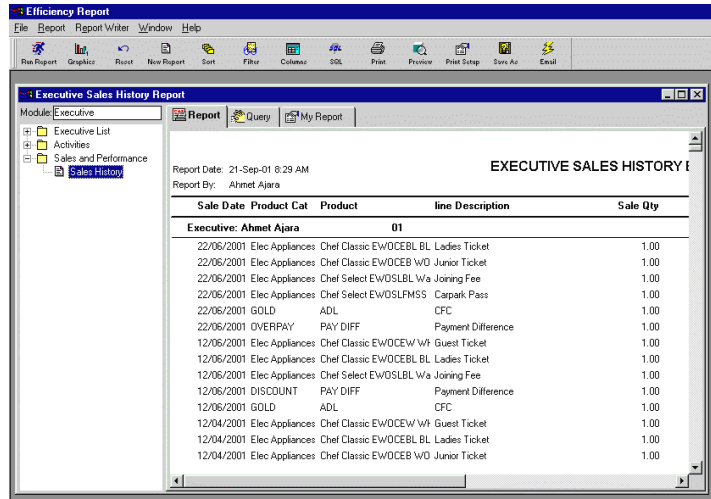 Efficiency Report
File Report Report Writer Window Help
Run Report Graphics Reset New Report Sort Filter Columns SQL Print Preview Print Setup Save As Email
Executive Sales History Report
Module: Executive
Executive List
Activities
Sales and Performance
Sales History
Report Query My Report
EXECUTIVE SALES HISTORY
Report Date: 21-Sep-01 8:29 AM
Report By: Ahmet Ajara
Sale Date Product Cat Product line Description Sale Qty
Executive: Ahmet Ajara 01
22/06/2001 Elec Appliances Chef Classic EWOCEBL BL Ladies Ticket 1.00
22/06/2001 Elec Appliances Chef Classic EWOCEB WO Junior Ticket 1.00
22/06/2001 Elec Appliances Chef Select EWOSLBL Wa Joining Fee 1.00
22/06/2001 Elec Appliances Chef Select EWOSLFMSS Carpark Pass 1.00
22/06/2001 GOLD ADL CFC 1.00
22/06/2001 OVERPAY PAY DIFF Payment Difference 1.00
12/06/2001 Elec Appliances Chef Classic EWOCEW WH Guest Ticket 1.00
12/06/2001 Elec Appliances Chef Classic EWOCEBL BL Ladies Ticket 1.00
12/06/2001 Elec Appliances Chef Select EWOSLBL Wa Joining Fee 1.00
12/06/2001 DISCOUNT PAY DIFF Payment Difference 1.00
12/06/2001 GOLD ADL CFC 1.00
12/04/2001 Elec Appliances Chef Classic EWOCEW WH Guest Ticket 1.00
12/04/2001 Elec Appliances Chef Classic EWOCEBL BL Ladies Ticket 1.00
12/04/2001 Elec Appliances Chef Classic EWOCEB WO Junior Ticket 1.00